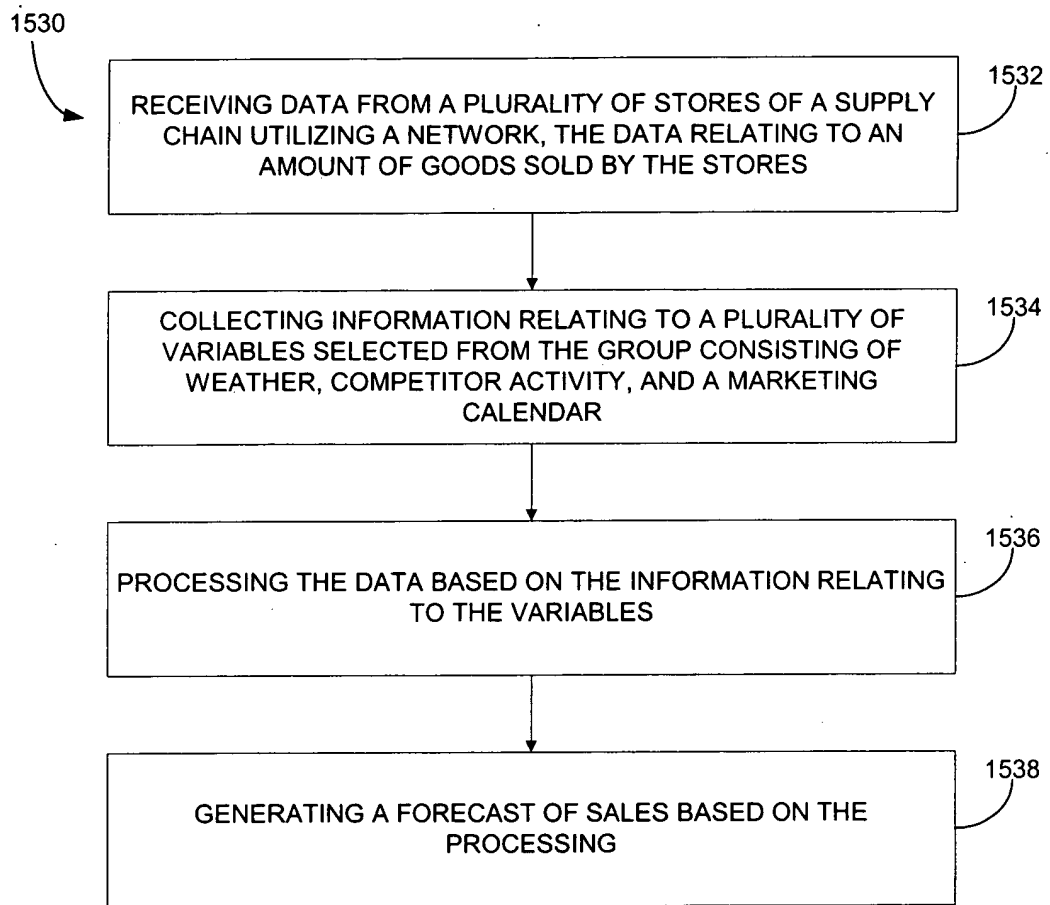 1530
1532
RECEIVING DATA FROM A PLURALITY OF STORES OF A SUPPLY
CHAIN UTILIZING A NETWORK, THE DATA RELATING TO AN
AMOUNT OF GOODS SOLD BY THE STORES
1534
COLLECTING INFORMATION RELATING TO A PLURALITY OF
VARIABLES SELECTED FROM THE GROUP CONSISTING OF
WEATHER, COMPETITOR ACTIVITY, AND A MARKETING
CALENDAR
1536
PROCESSING THE DATA BASED ON THE INFORMATION RELATING
TO THE VARIABLES
1538
GENERATING A FORECAST OF SALES BASED ON THE
PROCESSING